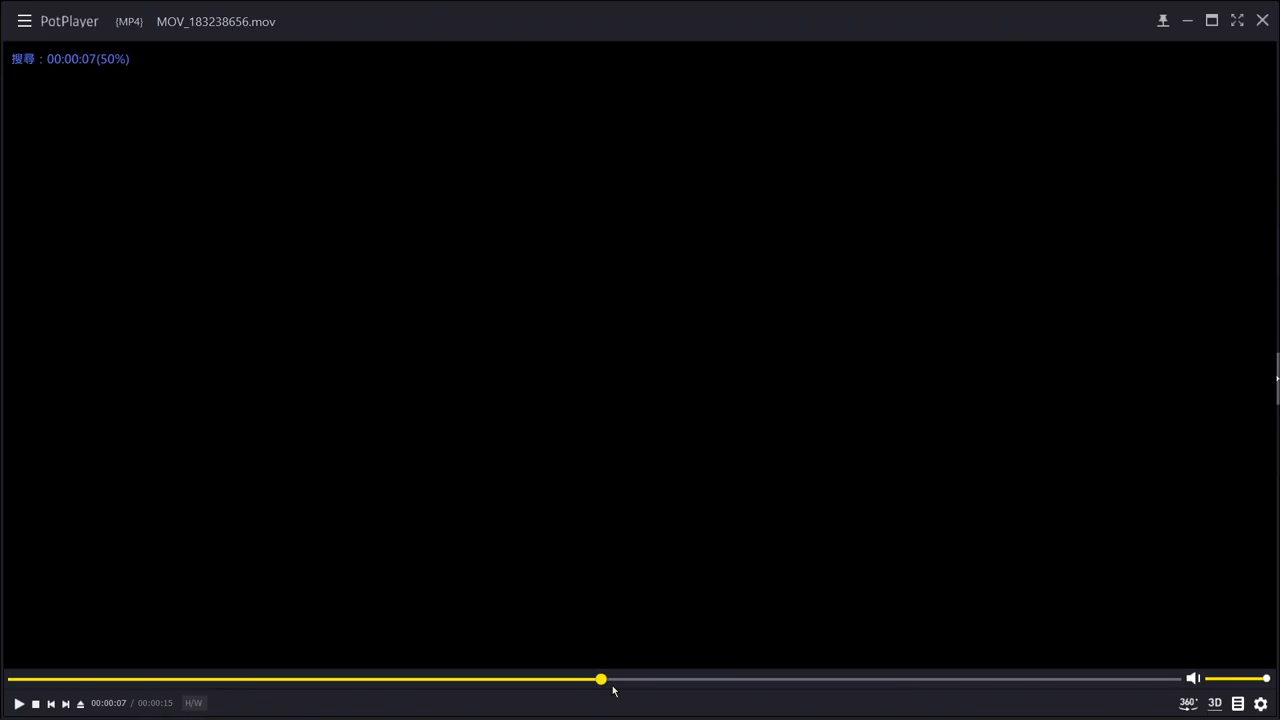 PotPlayer {MP4} MOV_183238656.mov
搜尋：00:00:07(50%)
00:00:07 / 00:00:15 H/W 360° 3D